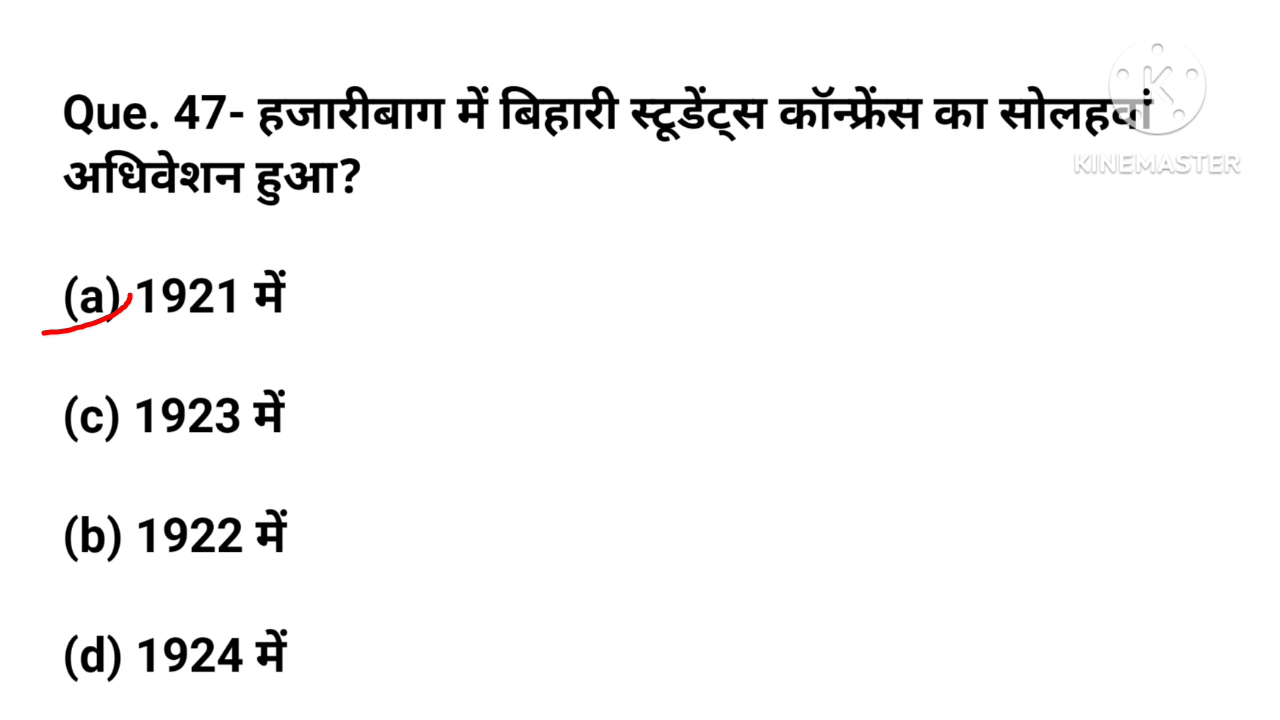 Que. 47- हजारीबाग में बिहारी स्टूडेंट्स कॉन्फ्रेंस का सोलहवां
अधिवेशन हुआ?
(a) 1921 में
(c) 1923 में
(b) 1922 में
(d) 1924 में
K
KINEMASTER